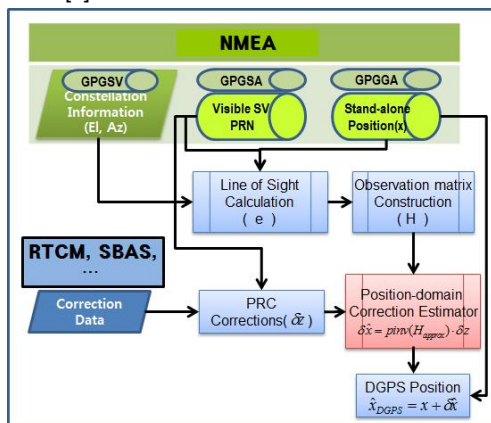 NMEA
GPGSV
GPGSA
GPGGA
Constellation
Information
(El, Az)
Visible SV
PRN
Stand-alone
Position(x)
Line of Sight
Calculation
( e )
Observation matrix
Construction
( H )
RTCM, SBAS,
...
Correction
Data
PRC
Corrections( δz )
Position-domain
Correction Estimator
δx̂ = pinv(H_approx)·δz
DGPS Position
x̂_DGPS = x + δx̂